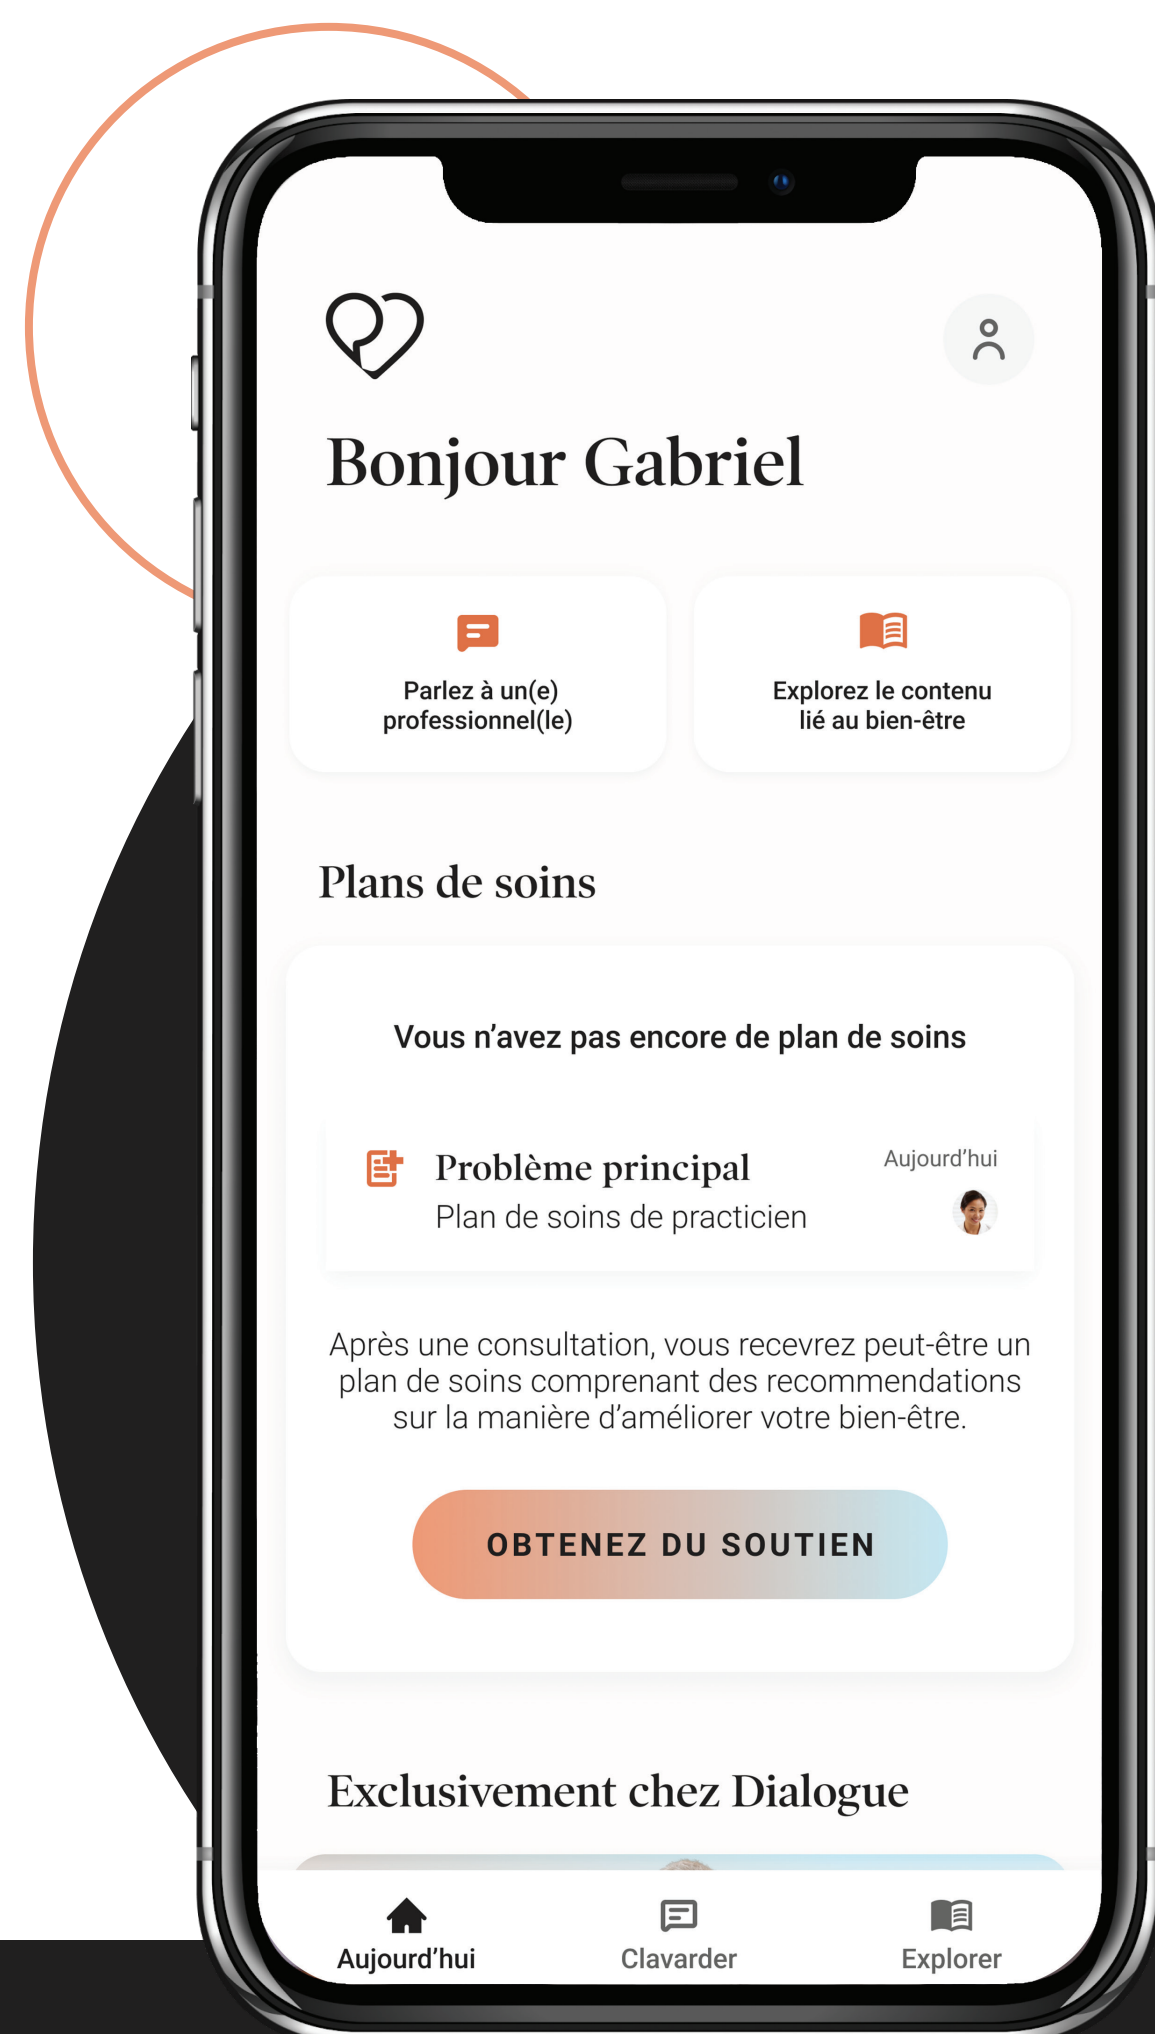 Bonjour Gabriel
Parlez à un(e)
professionnel(le)
Explorez le contenu
lié au bien-être
Plans de soins
Vous n’avez pas encore de plan de soins
Problème principal
Aujourd’hui
Plan de soins de practicien
Après une consultation, vous recevrez peut-être un
plan de soins comprenant des recommendations
sur la manière d’améliorer votre bien-être.
OBTENEZ DU SOUTIEN
Exclusivement chez Dialogue
Aujourd’hui
Clavarder
Explorer